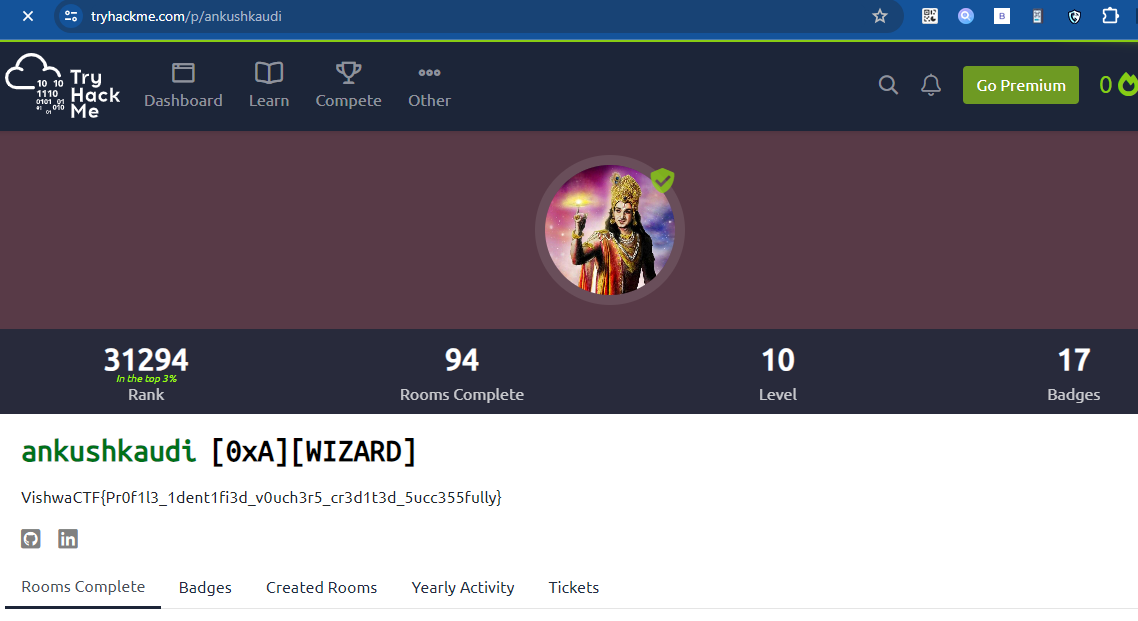 tryhackme.com/p/ankushkaudi
B
10 10
1110
0101 01
01 010
01
Try
Hack
Me
Dashboard
Learn
Compete
Other
Go Premium
0
31294
In the top 3%
Rank
94
Rooms Complete
10
Level
17
Badges
ankushkaudi [0xA][WIZARD]
VishwaCTF{Pr0f1l3_1dent1fi3d_v0uch3r5_cr3d1t3d_5ucc355fully}
in
Rooms Complete Badges Created Rooms Yearly Activity Tickets